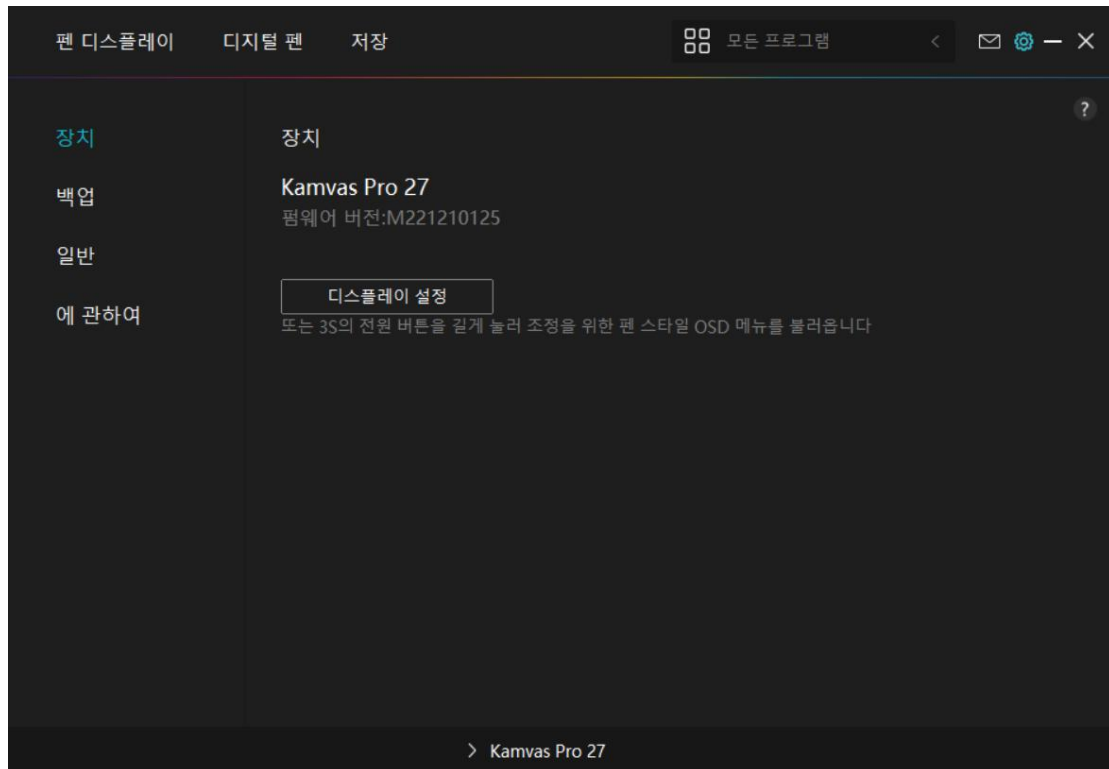 펜 디스플레이 디지털 펜 저장 모든 프로그램
?
장치
백업
일반
에 관하여
장치
Kamvas Pro 27
펌웨어 버전:M221210125
디스플레이 설정
또는 3S의 전원 버튼을 길게 눌러 조정을 위한 펜 스타일 OSD 메뉴를 불러옵니다
Kamvas Pro 27